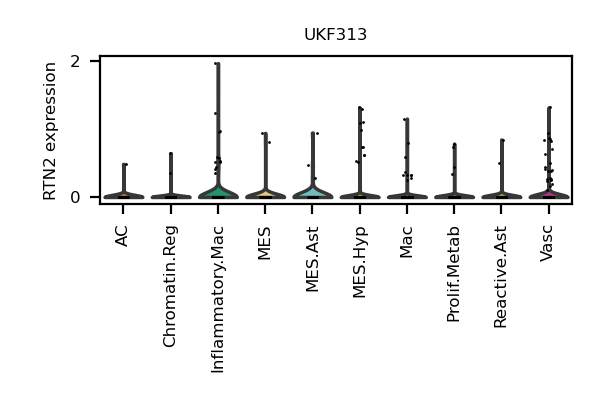 UKF313
RTN2 expression
2
0
AC
Chromatin.Reg
Inflammatory.Mac
MES
MES.Ast
MES.Hyp
Mac
Prolif.Metab
Reactive.Ast
Vasc